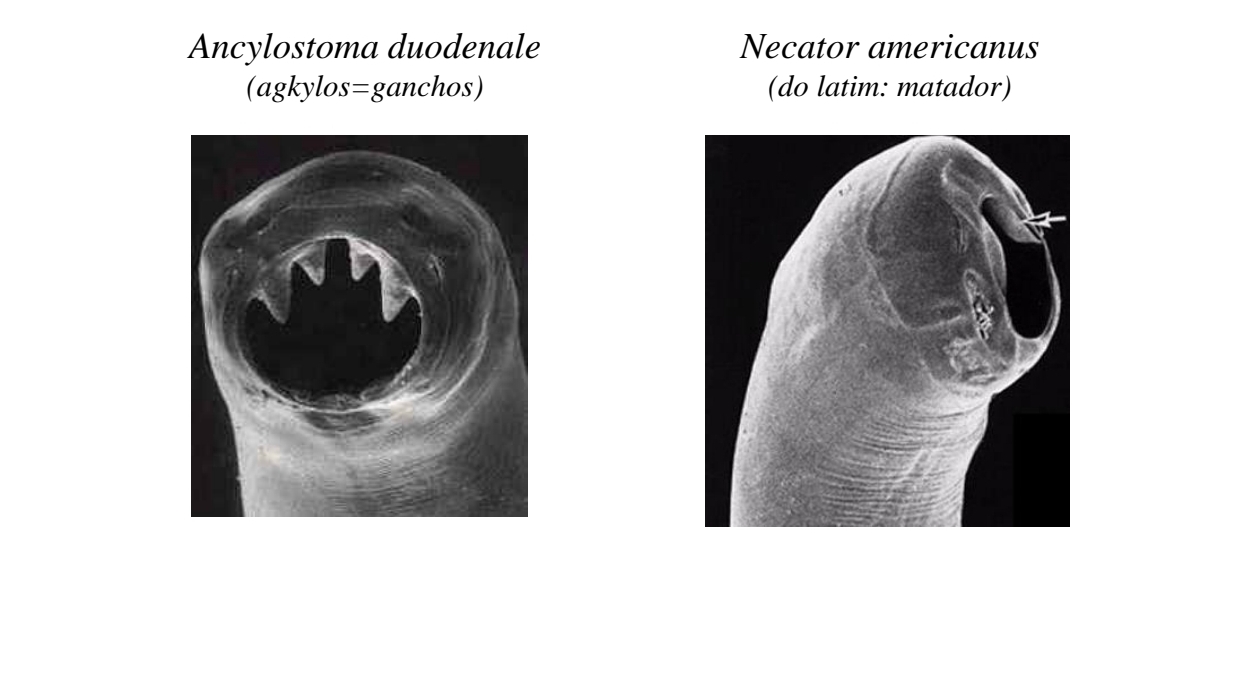 Ancylostoma duodenale
(agkylos=ganchos)
Necator americanus
(do latim: matador)